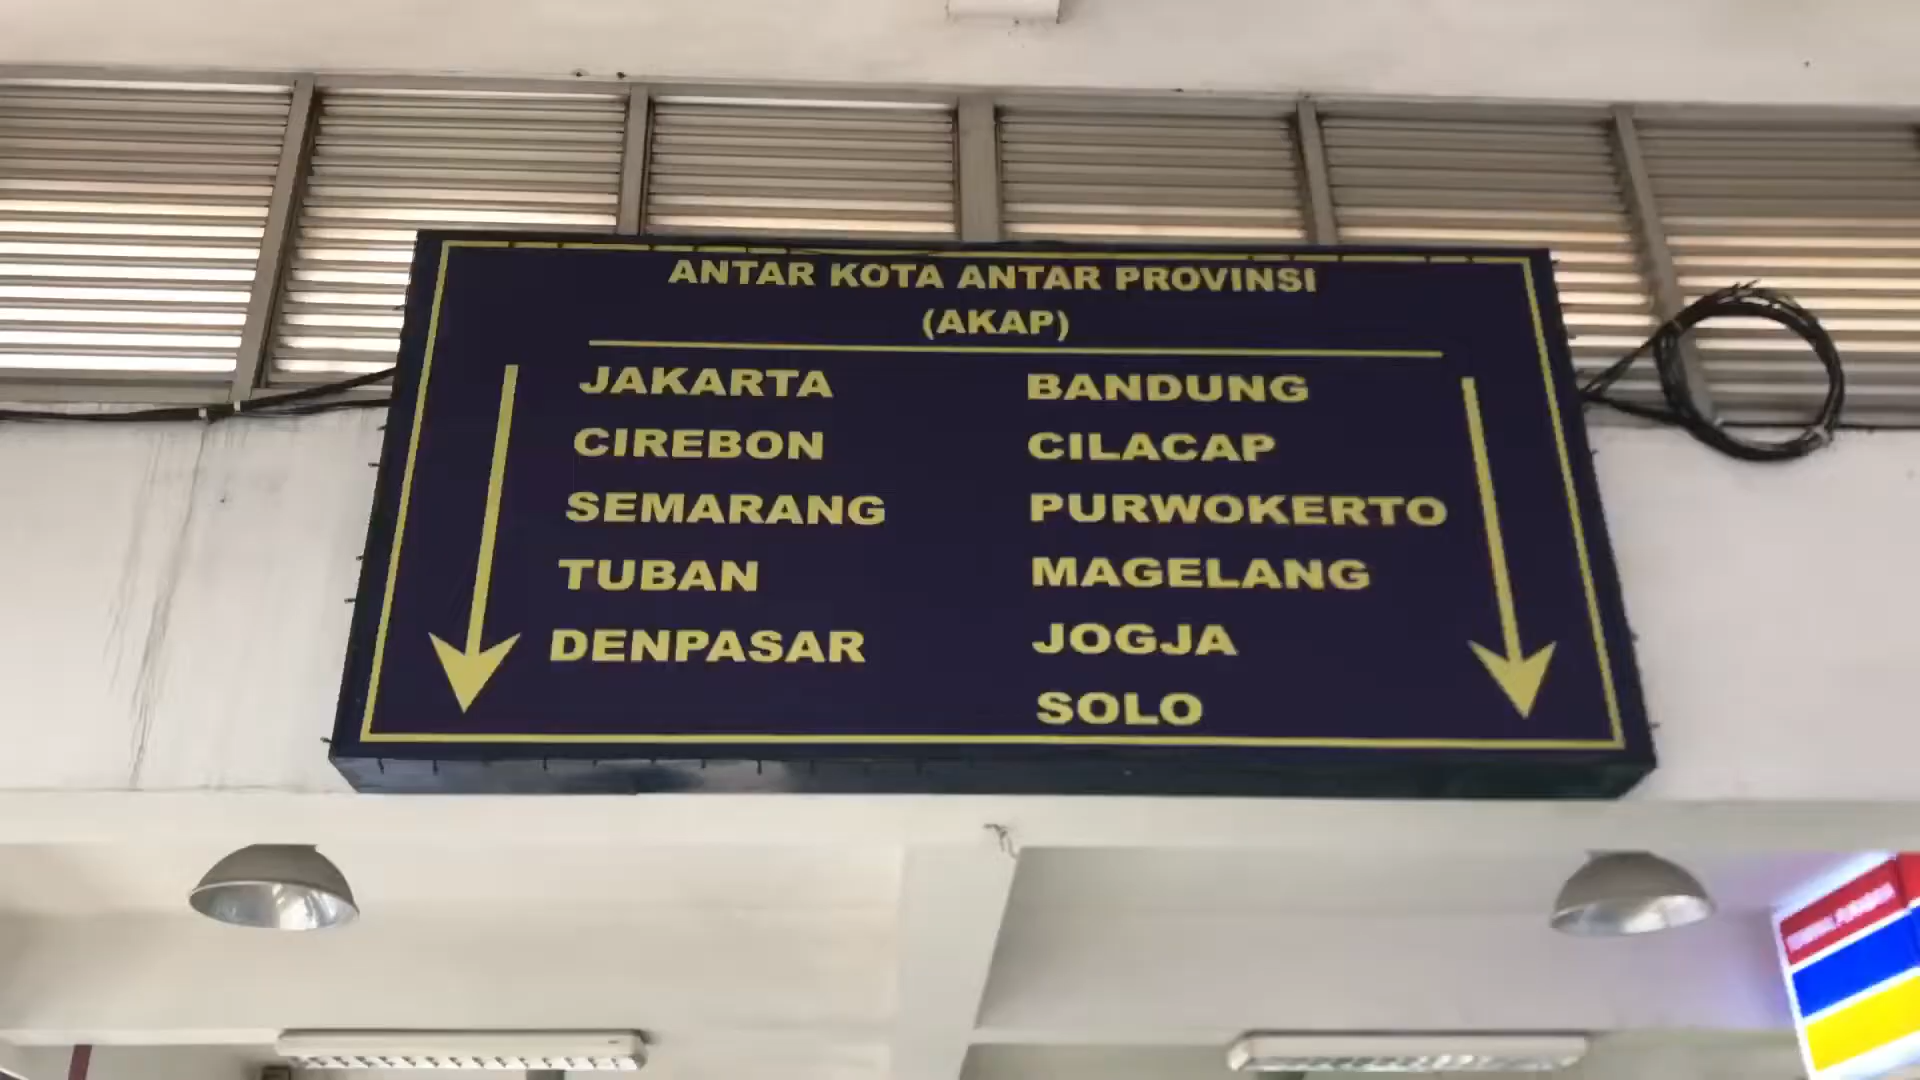 ANTAR KOTA ANTAR PROVINSI
(AKAP)
JAKARTA
CIREBON
SEMARANG
TUBAN
DENPASAR
BANDUNG
CILACAP
PURWOKERTO
MAGELANG
JOGJA
SOLO